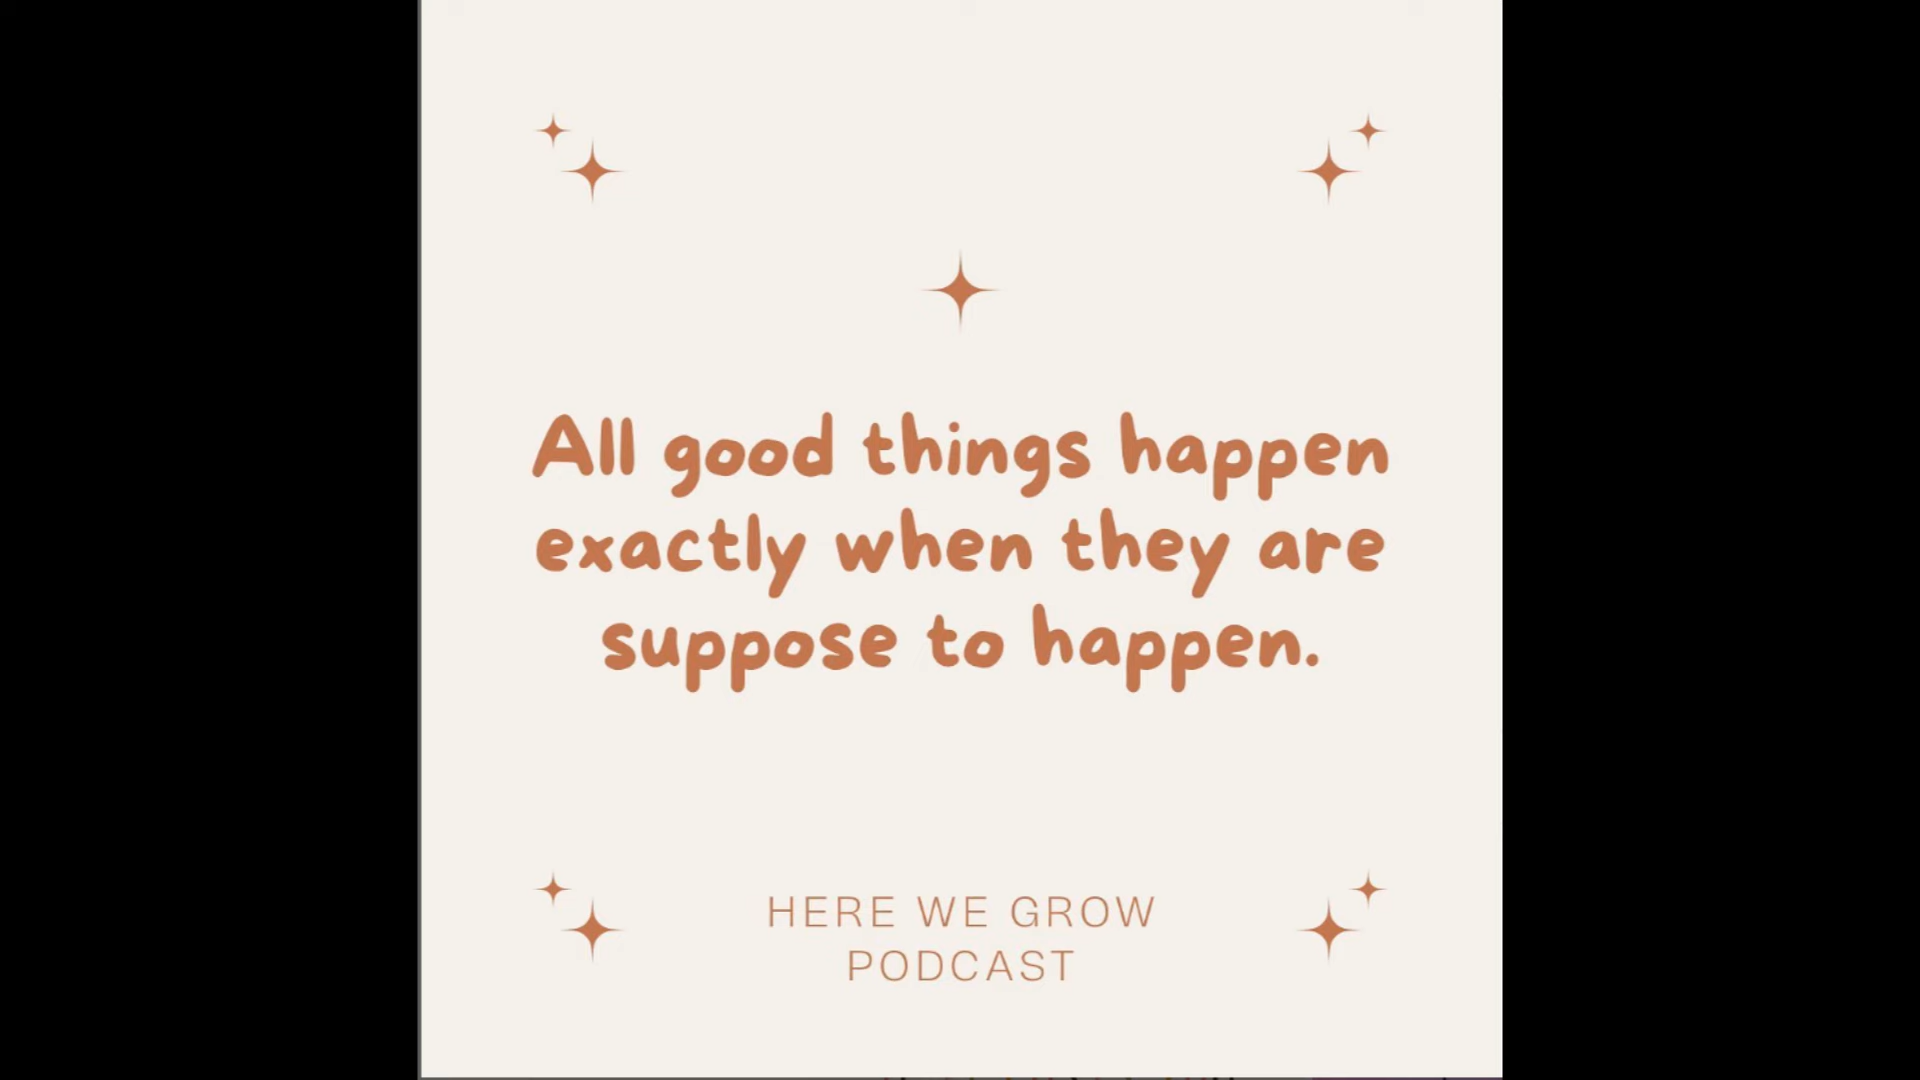 All good things happen
exactly when they are
suppose to happen.
HERE WE GROW
PODCAST